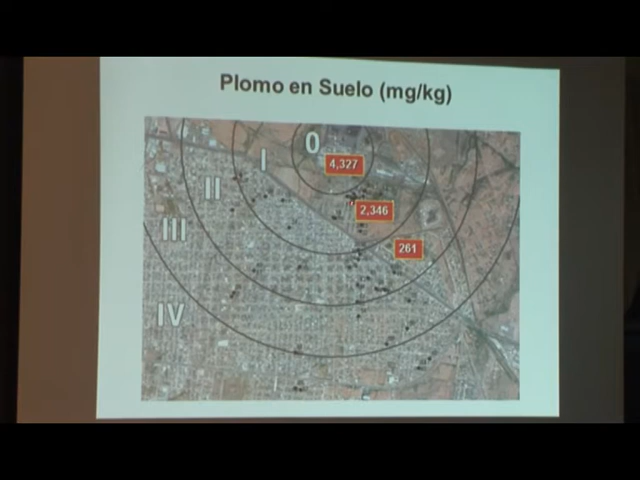 Plomo en Suelo (mg/kg)
0
I
4,327
II
2,346
III
261
IV